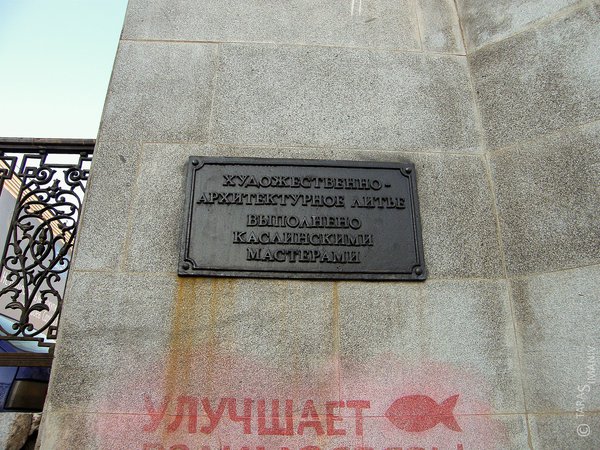 ХУДОЖЕСТВЕННО-
АРХИТЕКТУРНОЕ ЛИТЬЕ
ВЫПОЛНЕНО
КАСЛИНСКИМИ
МАСТЕРАМИ
УЛУЧШАЕТ